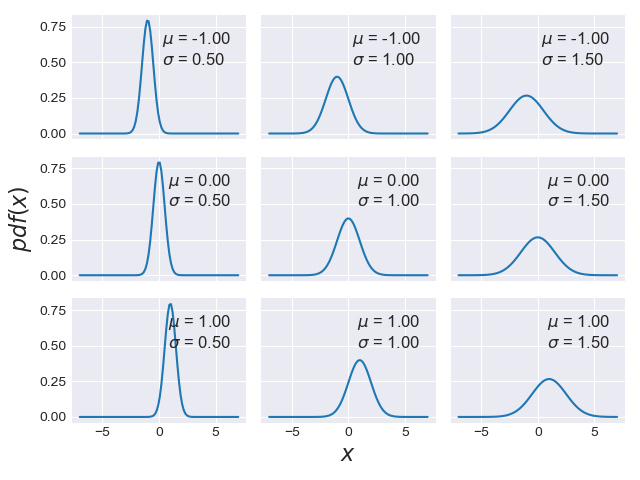 0.75
0.50
0.25
0.00
μ = -1.00
σ = 0.50
μ = -1.00
σ = 1.00
μ = -1.00
σ = 1.50
0.75
0.50
0.25
0.00
μ = 0.00
σ = 0.50
μ = 0.00
σ = 1.00
μ = 0.00
σ = 1.50
pdf(x)
0.75
0.50
0.25
0.00
μ = 1.00
σ = 0.50
μ = 1.00
σ = 1.00
μ = 1.00
σ = 1.50
−5 0 5
−5 0 5
−5 0 5
x